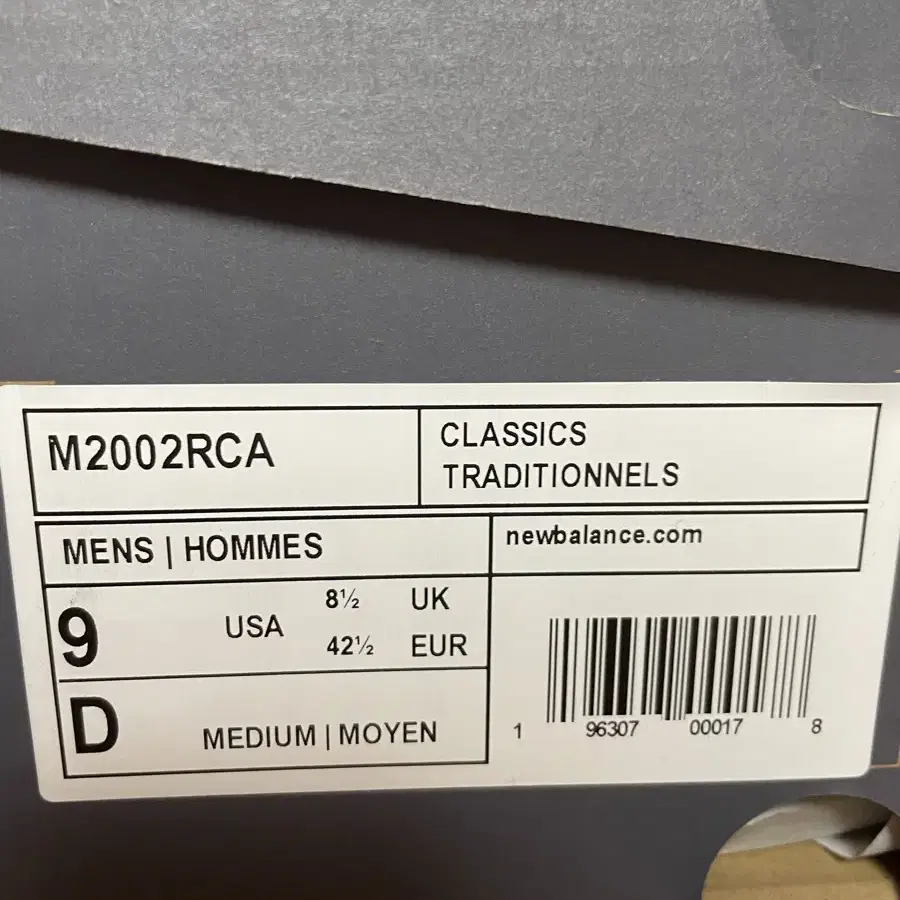 M2002RCA
CLASSICS
TRADITIONNELS
MENS | HOMMES
newbalance.com
9 USA 8½ UK
42½ EUR
D MEDIUM | MOYEN
1 96307 00017 8